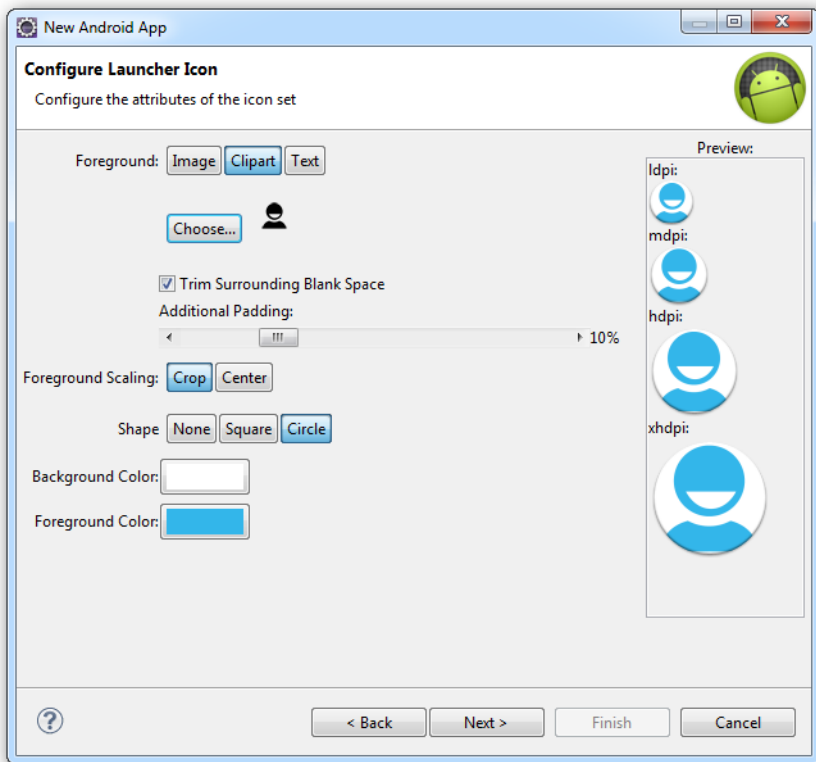 New Android App
Configure Launcher Icon
Configure the attributes of the icon set
Foreground: Image Clipart Text
Choose...
Trim Surrounding Blank Space
Additional Padding:
10%
Foreground Scaling: Crop Center
Shape None Square Circle
Background Color:
Foreground Color:
Preview:
ldpi:
mdpi:
hdpi:
xhdpi:
< Back Next > Finish Cancel